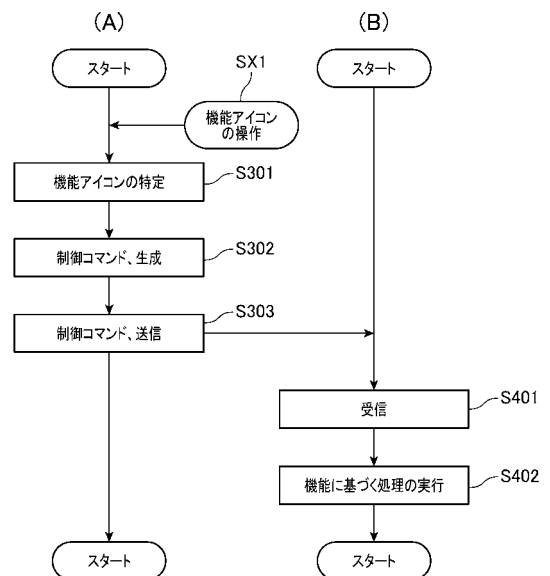 (A)
(B)
スタート
スタート
SX1
機能アイコン
の操作
機能アイコンの特定
S301
制御コマンド、生成
S302
制御コマンド、送信
S303
受信
S401
機能に基づく処理の実行
S402
スタート
スタート